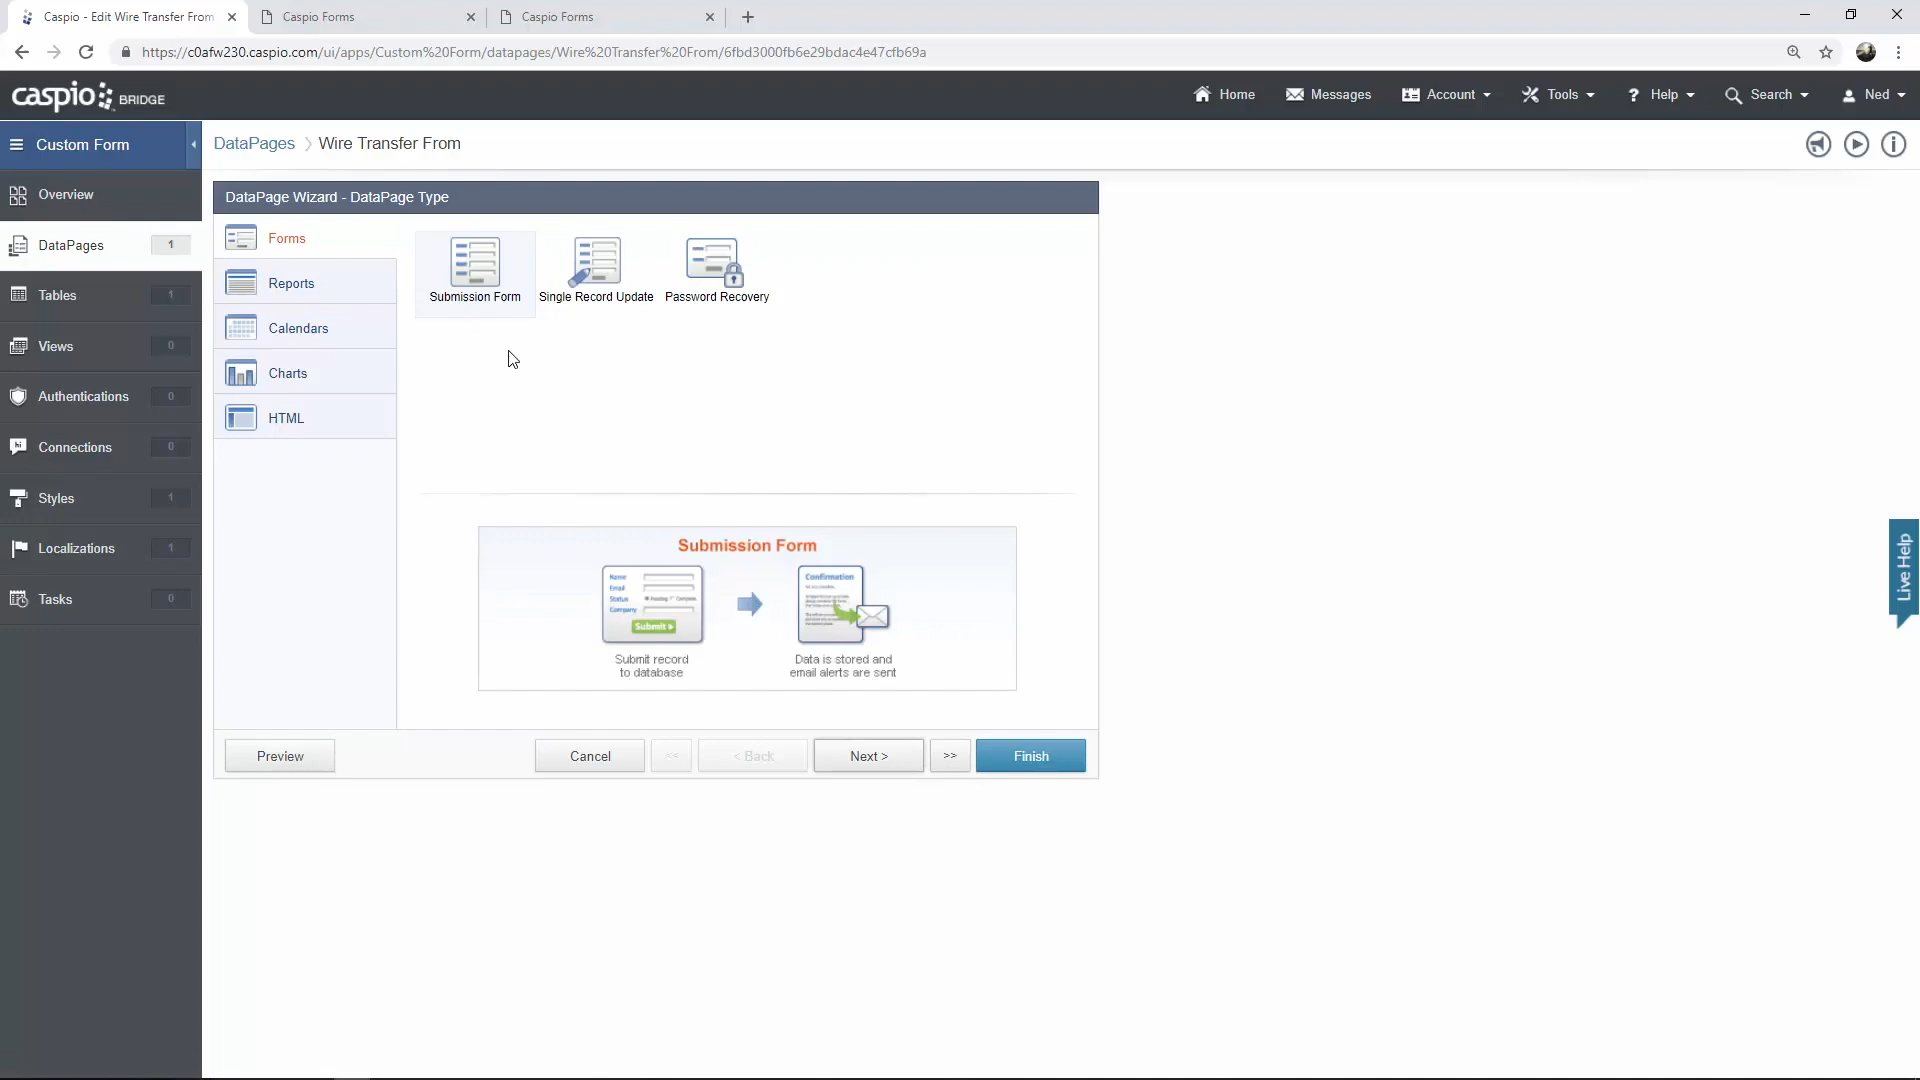 Caspio - Edit Wire Transfer From
Caspio Forms
Caspio Forms
https://c0afw230.caspio.com/ui/apps/Custom%20Form/datapages/Wire%20Transfer%20From/6fbd3000fb6e29bdac4e47cfb69a
caspio BRIDGE
Home
Messages
Account
Tools
? Help
Search
Ned
Custom Form
DataPages > Wire Transfer From
Overview
DataPages 1
Tables 1
Views 0
Authentications 0
Connections 0
Styles 1
Localizations 1
Tasks 0
DataPage Wizard - DataPage Type
Forms
Reports
Calendars
Charts
HTML
Submission Form
Single Record Update
Password Recovery
Submission Form
Name
Email
Status
Company
Submit
Confirmation
Submit record
to database
Data is stored and
email alerts are sent
Preview
Cancel
<<
< Back
Next >
>>
Finish
Live Help